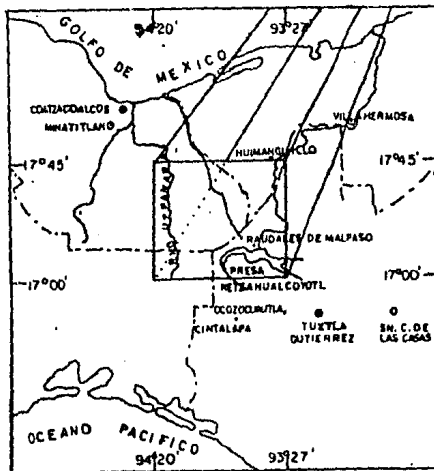 94°20' 93°27'
GOLFO DE MEXICO
COATZACOALCOS
MINATITLAN
VILLAHERMOSA
HUIMANGUILLO
17°45' 17°45'
RIO UZPANAPA
RAUDALES DE MALPASO
PRESA
NETZAHUALCOYOTL
17°00' 17°00'
OCOZOCUAUTLA,
CINTALAPA
TUXTLA
GUTIERREZ
SN. C. DE
LAS CASAS
OCEANO PACIFICO
94°20' 93°27'